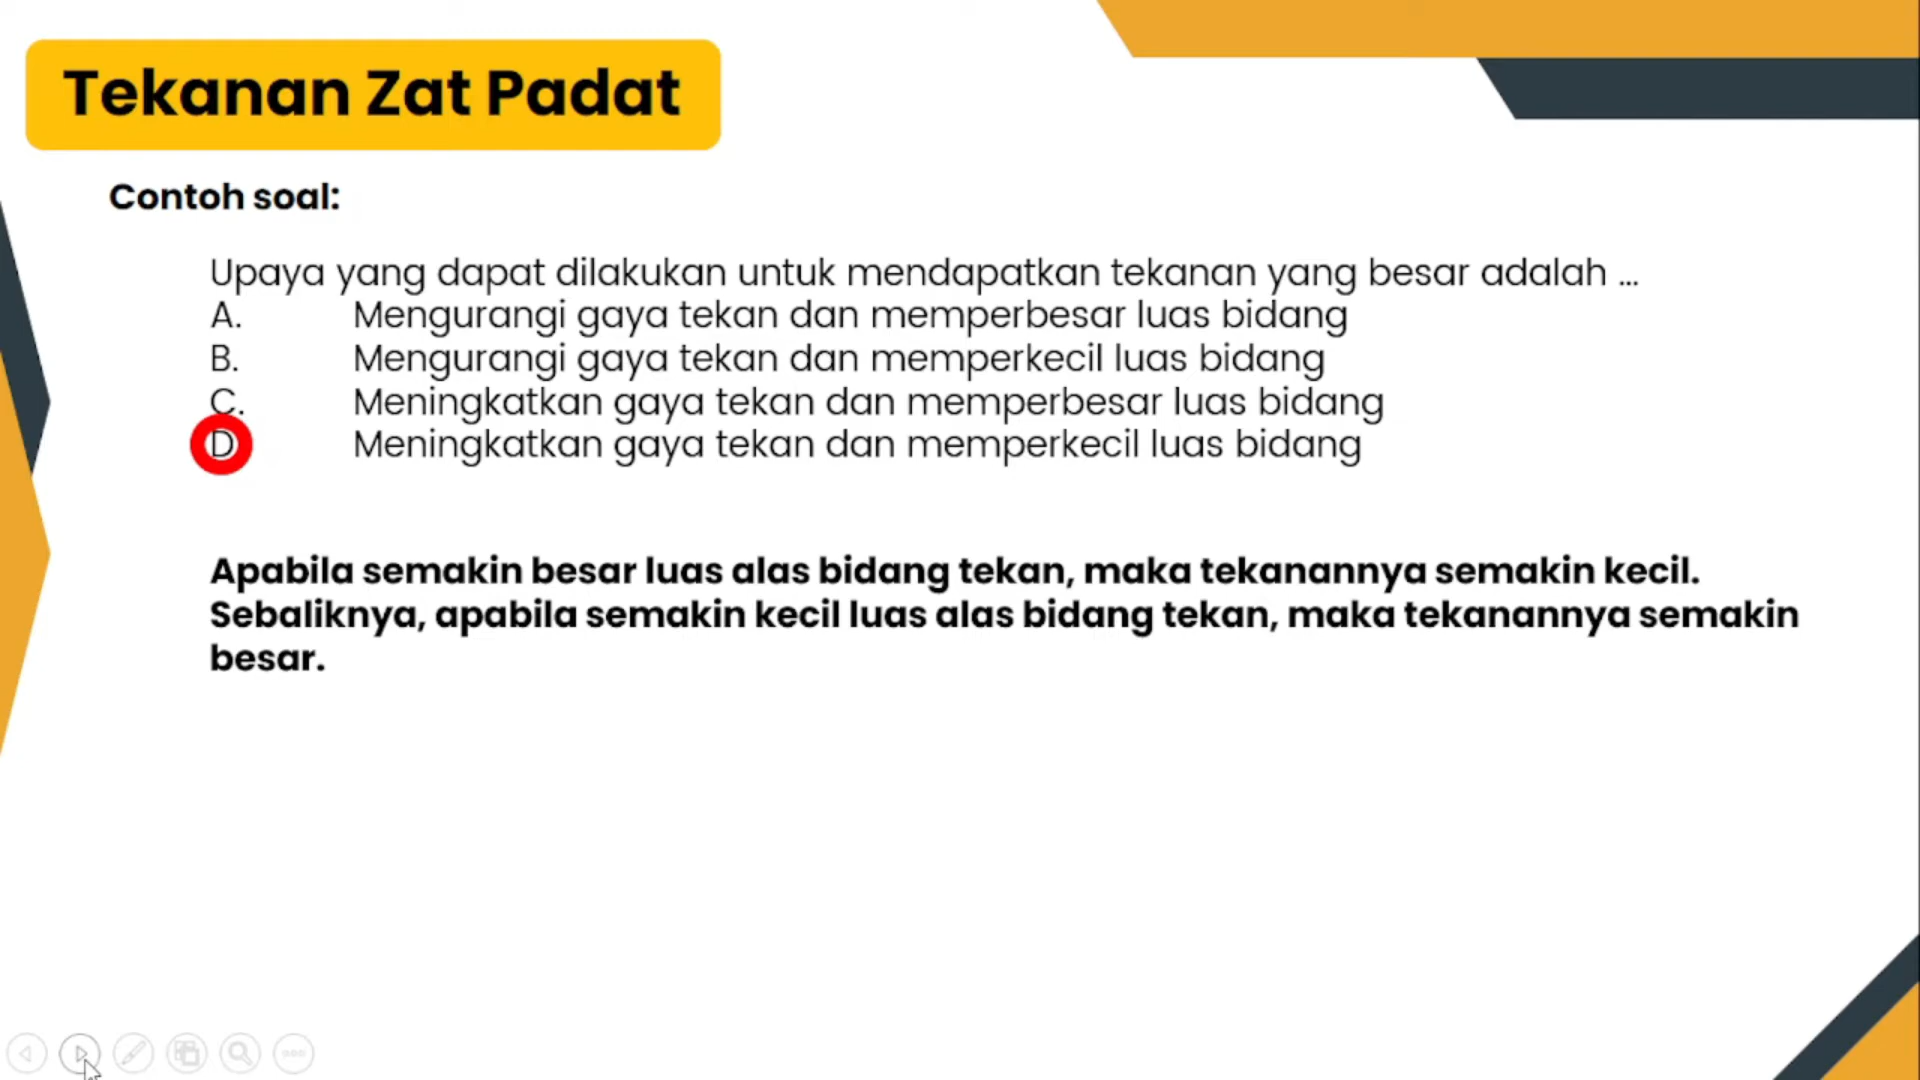 Tekanan Zat Padat
Contoh soal:
Upaya yang dapat dilakukan untuk mendapatkan tekanan yang besar adalah ...
A. Mengurangi gaya tekan dan memperbesar luas bidang
B. Mengurangi gaya tekan dan memperkecil luas bidang
C. Meningkatkan gaya tekan dan memperbesar luas bidang
D Meningkatkan gaya tekan dan memperkecil luas bidang
Apabila semakin besar luas alas bidang tekan, maka tekanannya semakin kecil.
Sebaliknya, apabila semakin kecil luas alas bidang tekan, maka tekanannya semakin
besar.